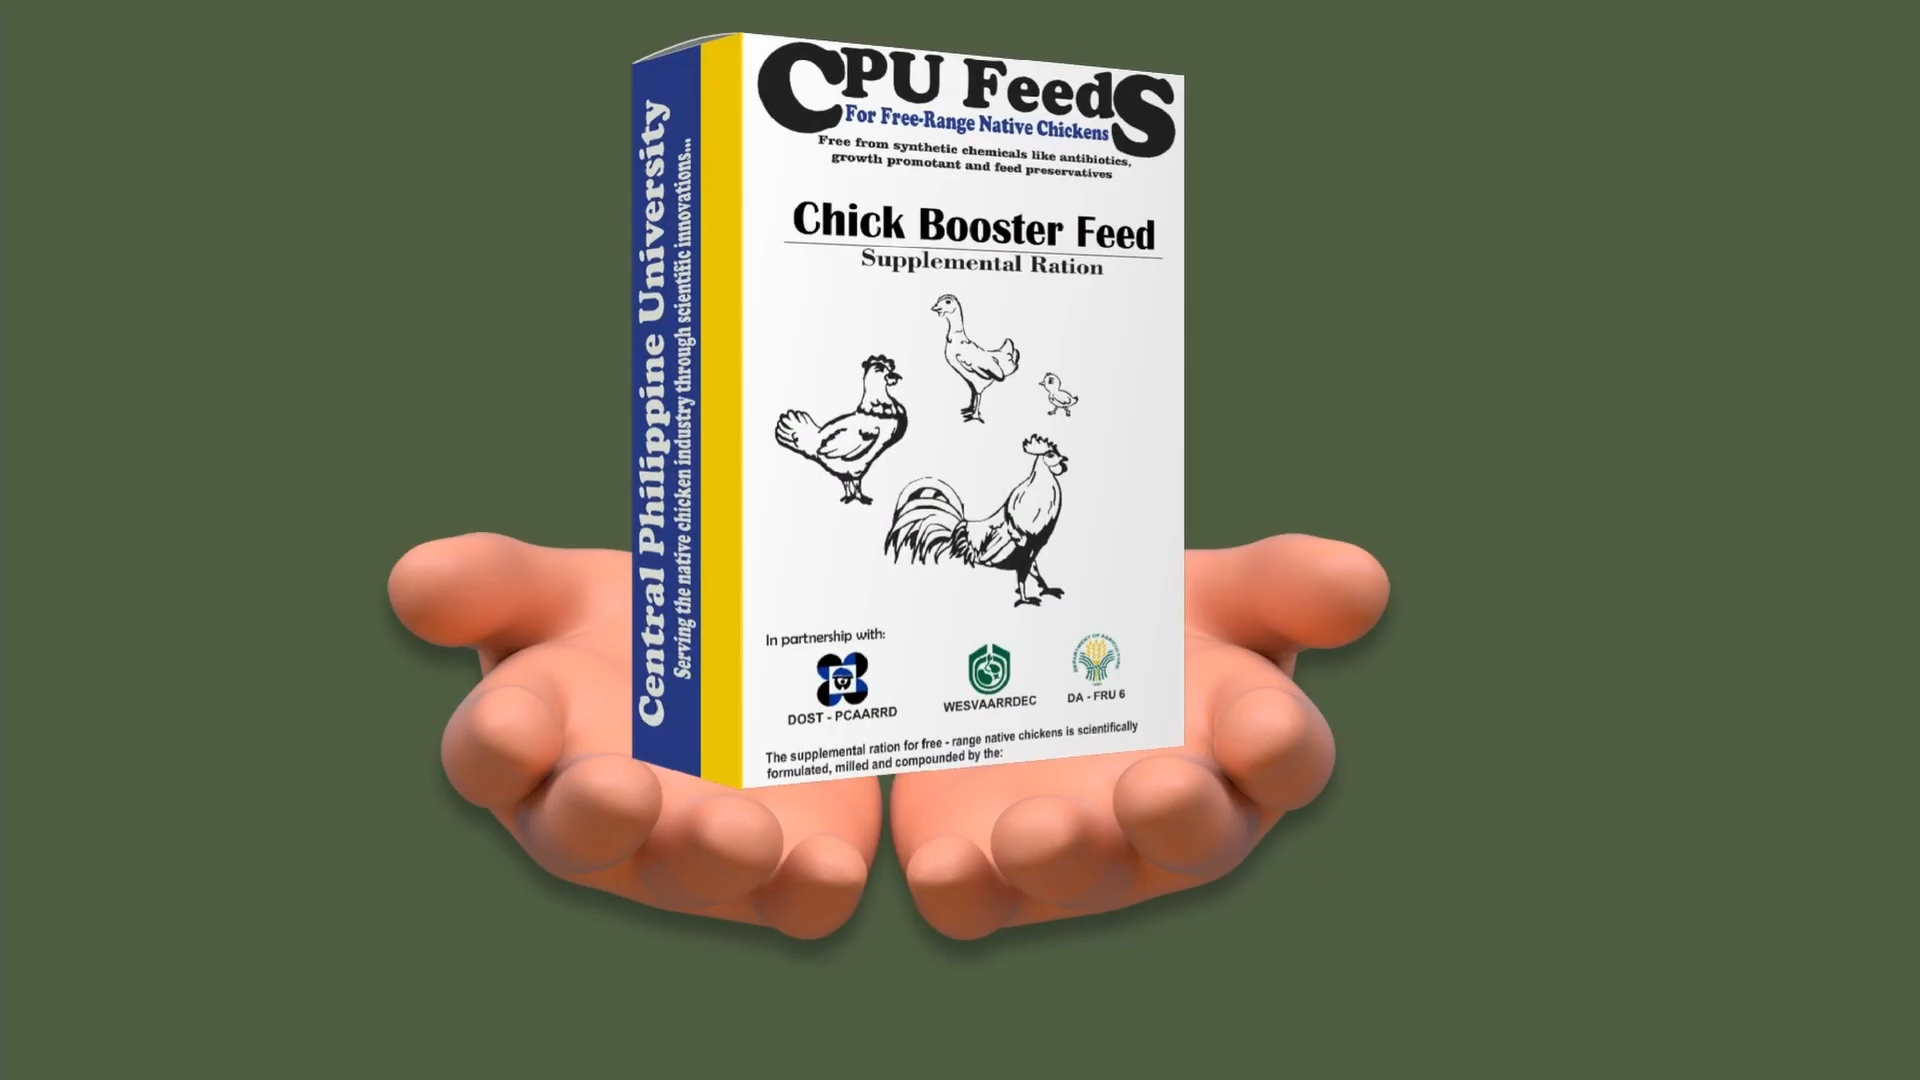 Central Philippine University
Serving the native chicken industry through scientific innovations...
CPU FeedS
For Free-Range Native Chickens
Free from synthetic chemicals like antibiotics,
growth promotant and feed preservatives
Chick Booster Feed
Supplemental Ration
In partnership with:
DEPARTMENT OF AGRICULTURE
DOST - PCAARRD
WESVAARRDEC
DA - FRU 6
The supplemental ration for free - range native chickens is scientifically
formulated, milled and compounded by the: